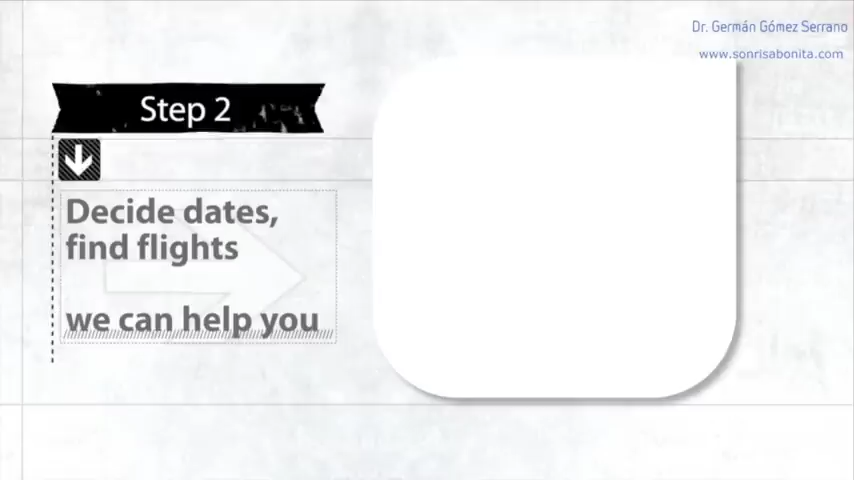 Dr. Germán Gómez Serrano
www.sonrisabonita.com
Step 2
Decide dates,
find flights
we can help you